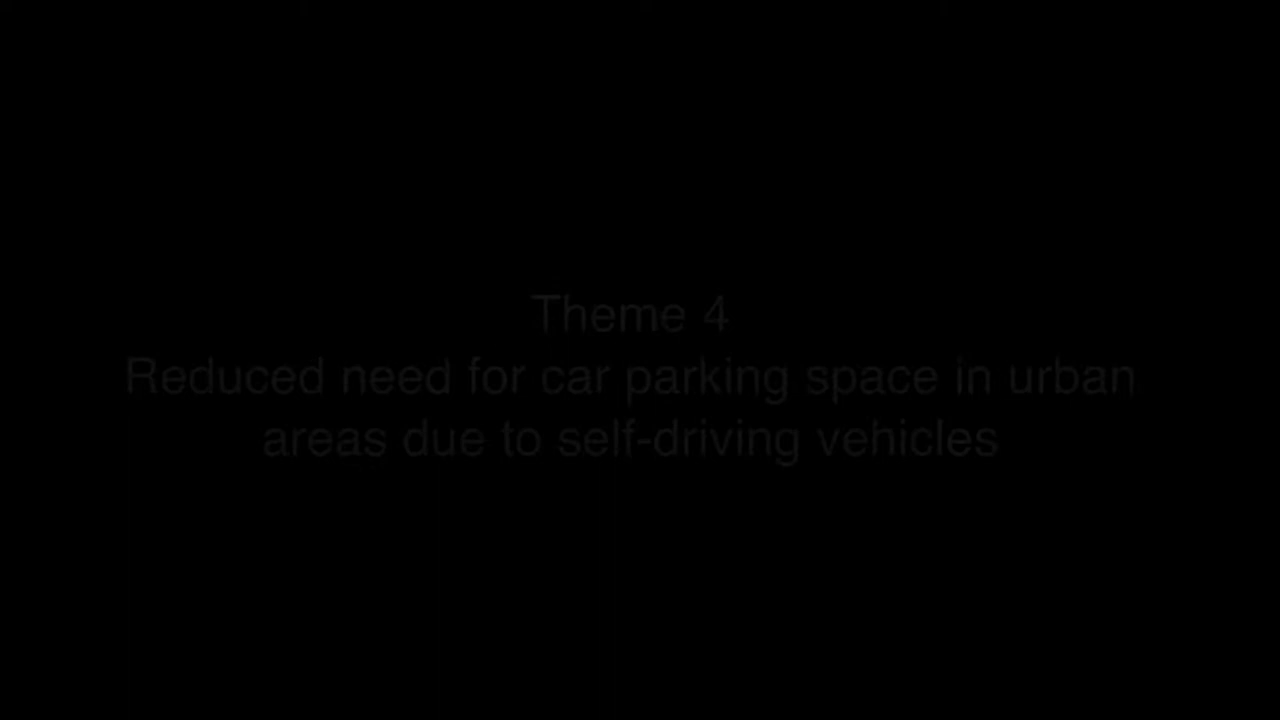 Theme 4
Reduced need for car parking space in urban
areas due to self-driving vehicles